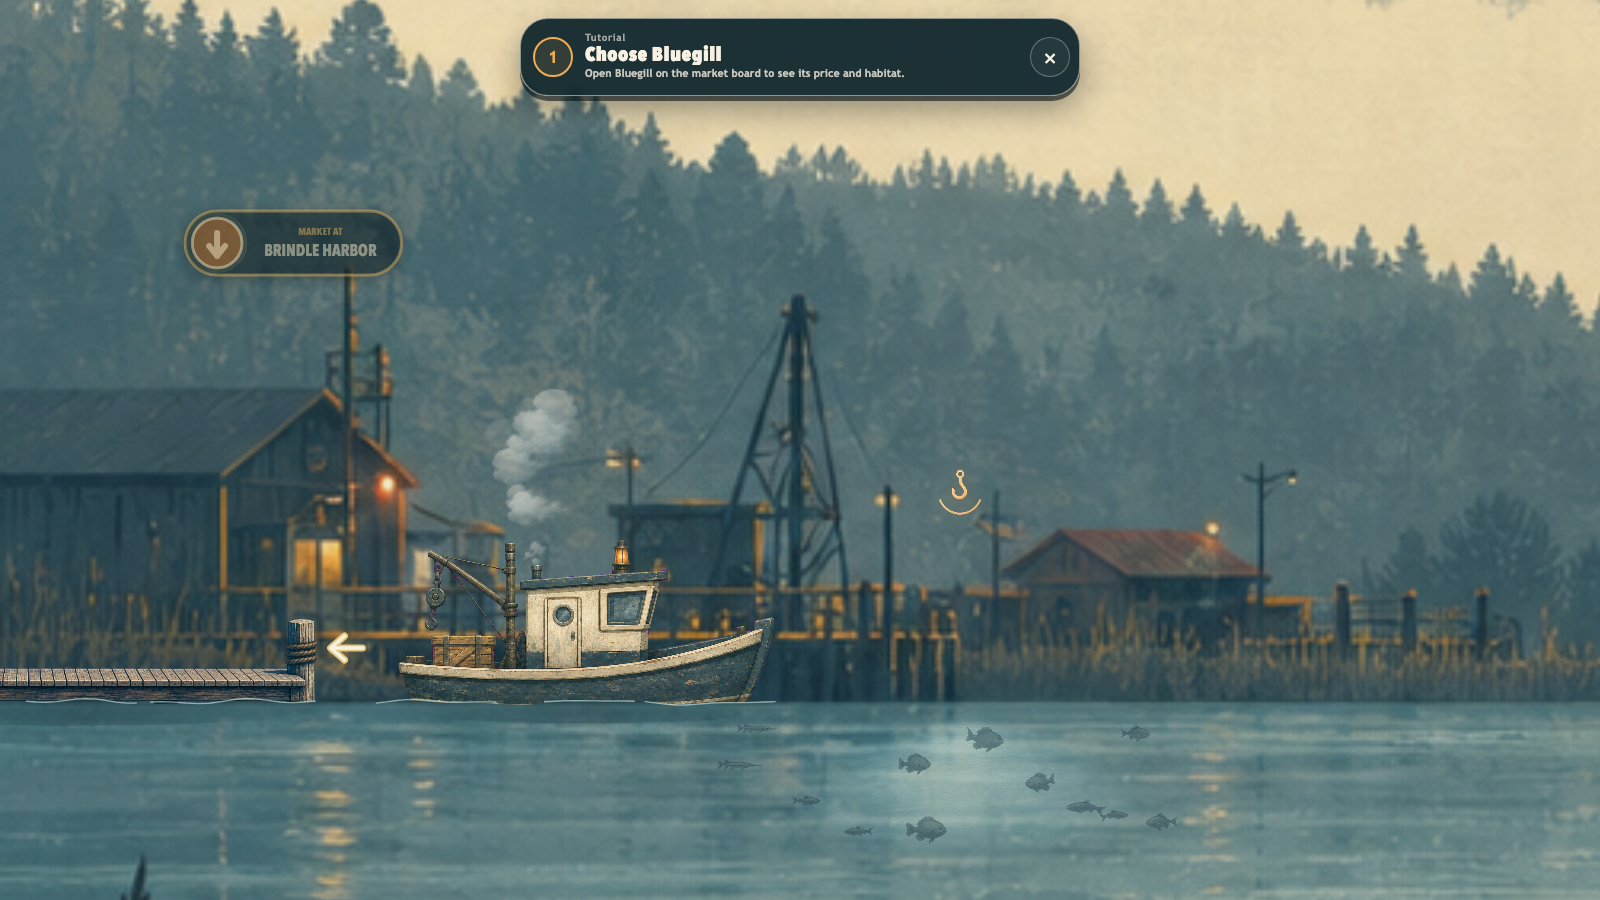 1
Tutorial
Choose Bluegill
Open Bluegill on the market board to see its price and habitat.
MARKET AT
BRINDLE HARBOR